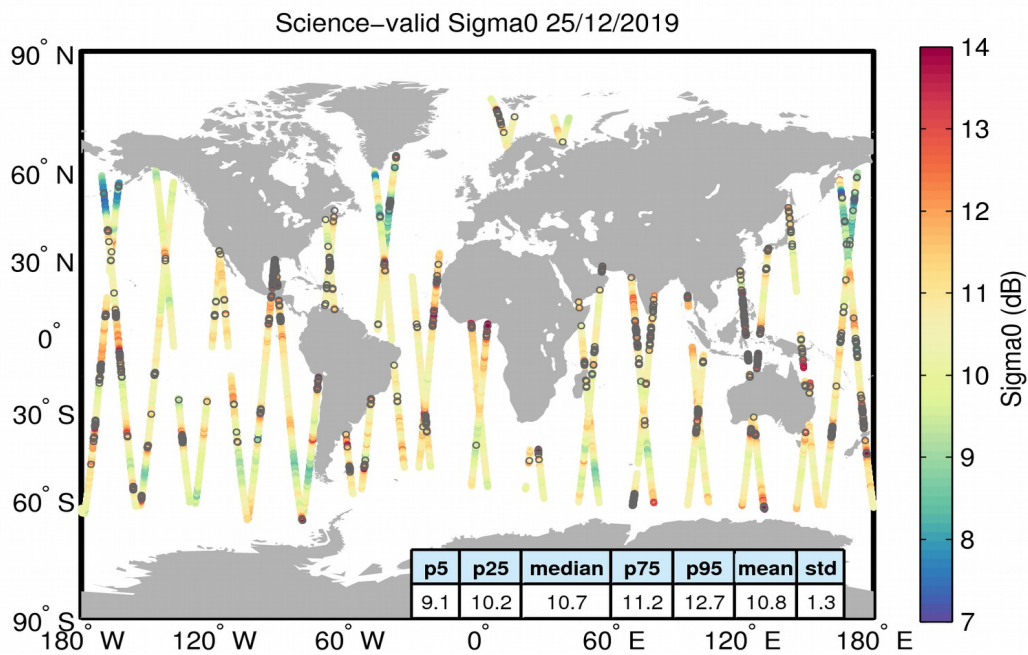 Science−valid Sigma0 25/12/2019
90° N
60° N
30° N
0°
30° S
60° S
90° S
180° W
120° W
60° W
0°
60° E
120° E
180° E
14
13
12
11
10
9
8
7
Sigma0 (dB)
p5 p25 median p75 p95 mean std
9.1 10.2 10.7 11.2 12.7 10.8 1.3